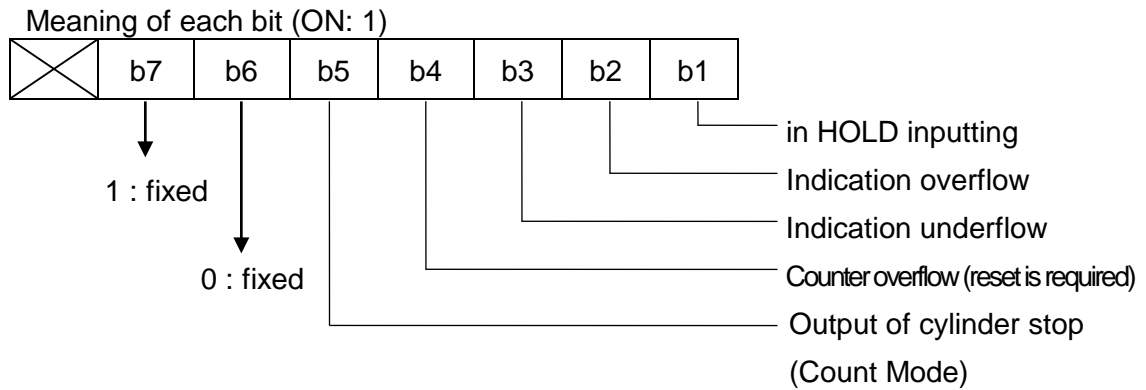 Meaning of each bit (ON: 1)
b7 b6 b5 b4 b3 b2 b1
in HOLD inputting
1 : fixed
Indication overflow
Indication underflow
0 : fixed
Counter overflow (reset is required)
Output of cylinder stop
(Count Mode)